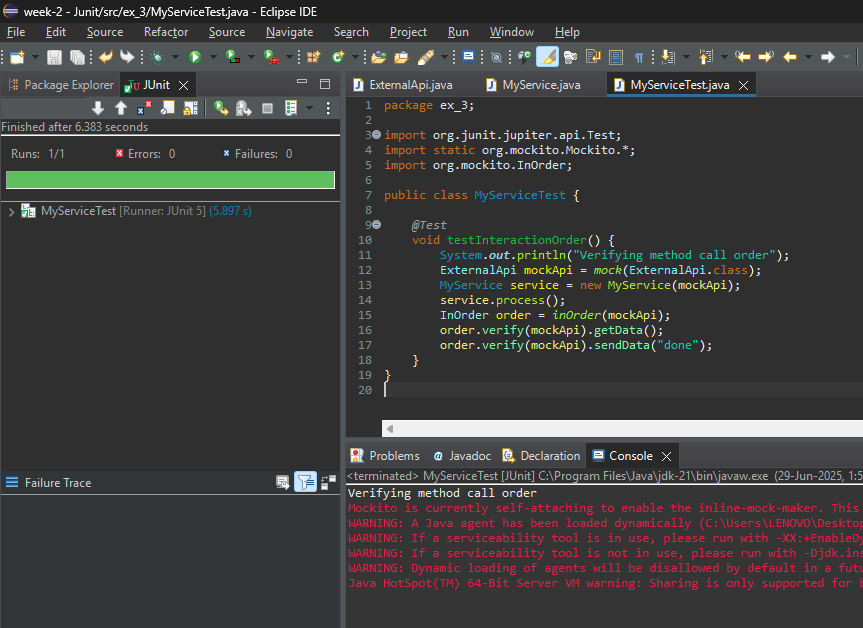 week-2 - Junit/src/ex_3/MyServiceTest.java - Eclipse IDE
File Edit Source Refactor Source Navigate Search Project Run Window Help
Package Explorer JUnit
Finished after 6.383 seconds
Runs: 1/1 Errors: 0 Failures: 0
MyServiceTest [Runner: JUnit 5] (5.897 s)
Failure Trace
ExternalApi.java MyService.java MyServiceTest.java
1 package ex_3;
2
3 import org.junit.jupiter.api.Test;
4 import static org.mockito.Mockito.*;
5 import org.mockito.InOrder;
6
7 public class MyServiceTest {
8
9 @Test
10 void testInteractionOrder() {
11 System.out.println("Verifying method call order");
12 ExternalApi mockApi = mock(ExternalApi.class);
13 MyService service = new MyService(mockApi);
14 service.process();
15 InOrder order = inOrder(mockApi);
16 order.verify(mockApi).getData();
17 order.verify(mockApi).sendData("done");
18 }
19 }
20
Problems Javadoc Declaration Console
<terminated> MyServiceTest [JUnit] C:\Program Files\Java\jdk-21\bin\javaw.exe (29-Jun-2025, 1:5
Verifying method call order
Mockito is currently self-attaching to enable the inline-mock-maker. This
WARNING: A Java agent has been loaded dynamically (C:\Users\LENOVO\Desktop
WARNING: If a serviceability tool is in use, please run with -XX:+EnableDy
WARNING: If a serviceability tool is not in use, please run with -Djdk.ins
WARNING: Dynamic loading of agents will be disallowed by default in a futu
Java HotSpot(TM) 64-Bit Server VM warning: Sharing is only supported for b